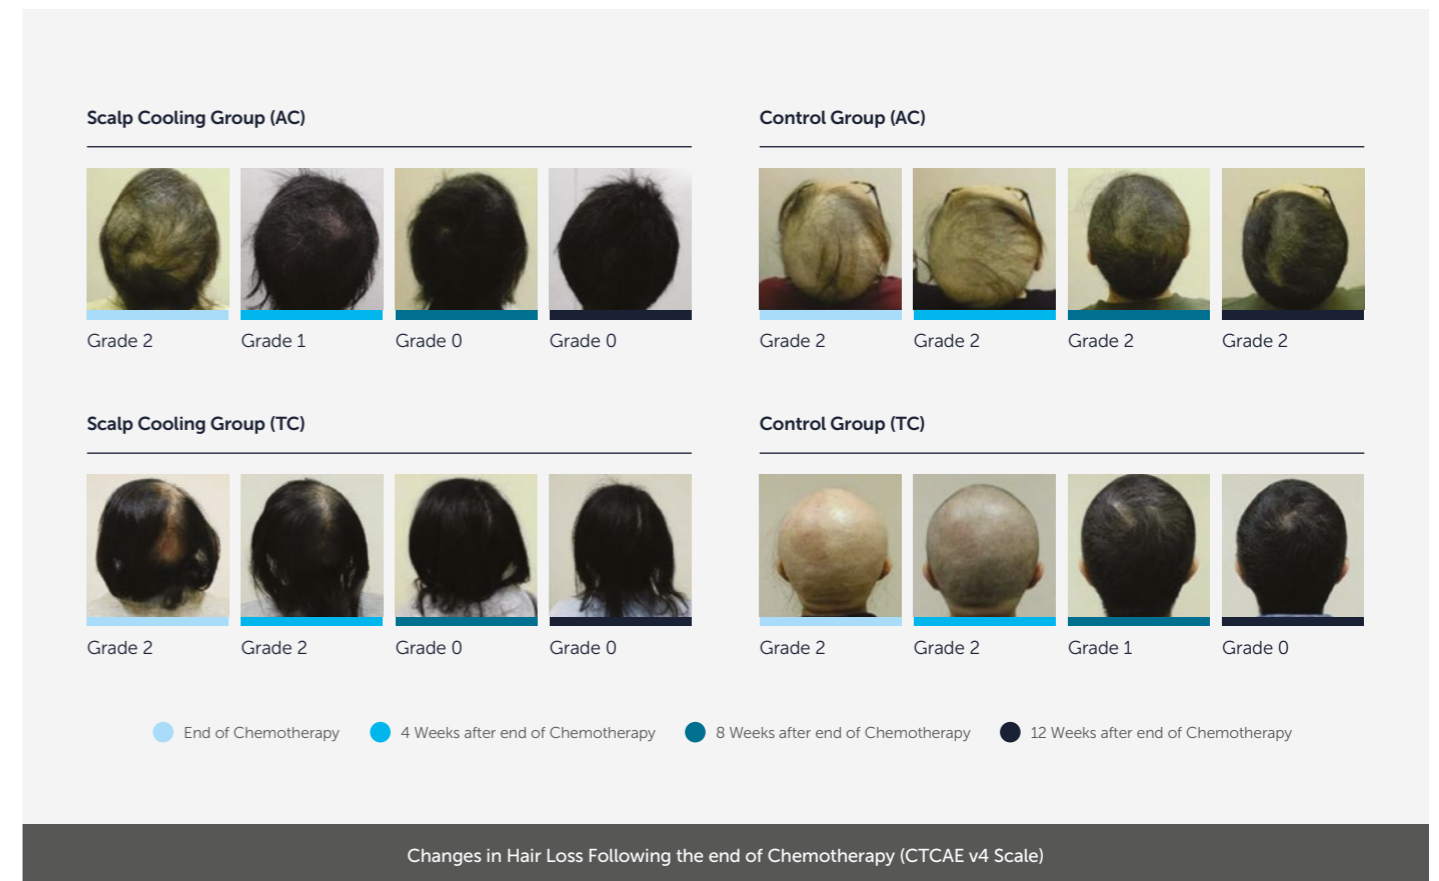 Scalp Cooling Group (AC)
Grade 2
Grade 1
Grade 0
Grade 0
Control Group (AC)
Grade 2
Grade 2
Grade 2
Grade 2
Scalp Cooling Group (TC)
Grade 2
Grade 2
Grade 0
Grade 0
Control Group (TC)
Grade 2
Grade 2
Grade 1
Grade 0
End of Chemotherapy
4 Weeks after end of Chemotherapy
8 Weeks after end of Chemotherapy
12 Weeks after end of Chemotherapy
Changes in Hair Loss Following the end of Chemotherapy (CTCAE v4 Scale)